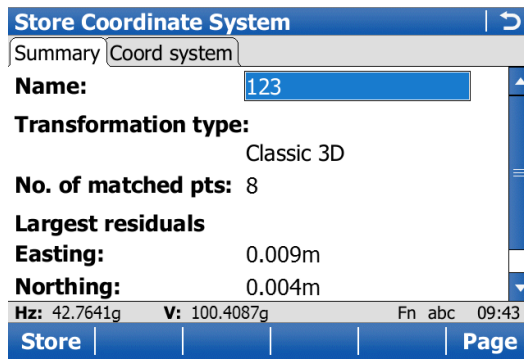 Store Coordinate System
Summary Coord system
Name: 123
Transformation type:
Classic 3D
No. of matched pts: 8
Largest residuals
Easting: 0.009m
Northing: 0.004m
Hz: 42.7641g V: 100.4087g Fn abc 09:43
Store Page